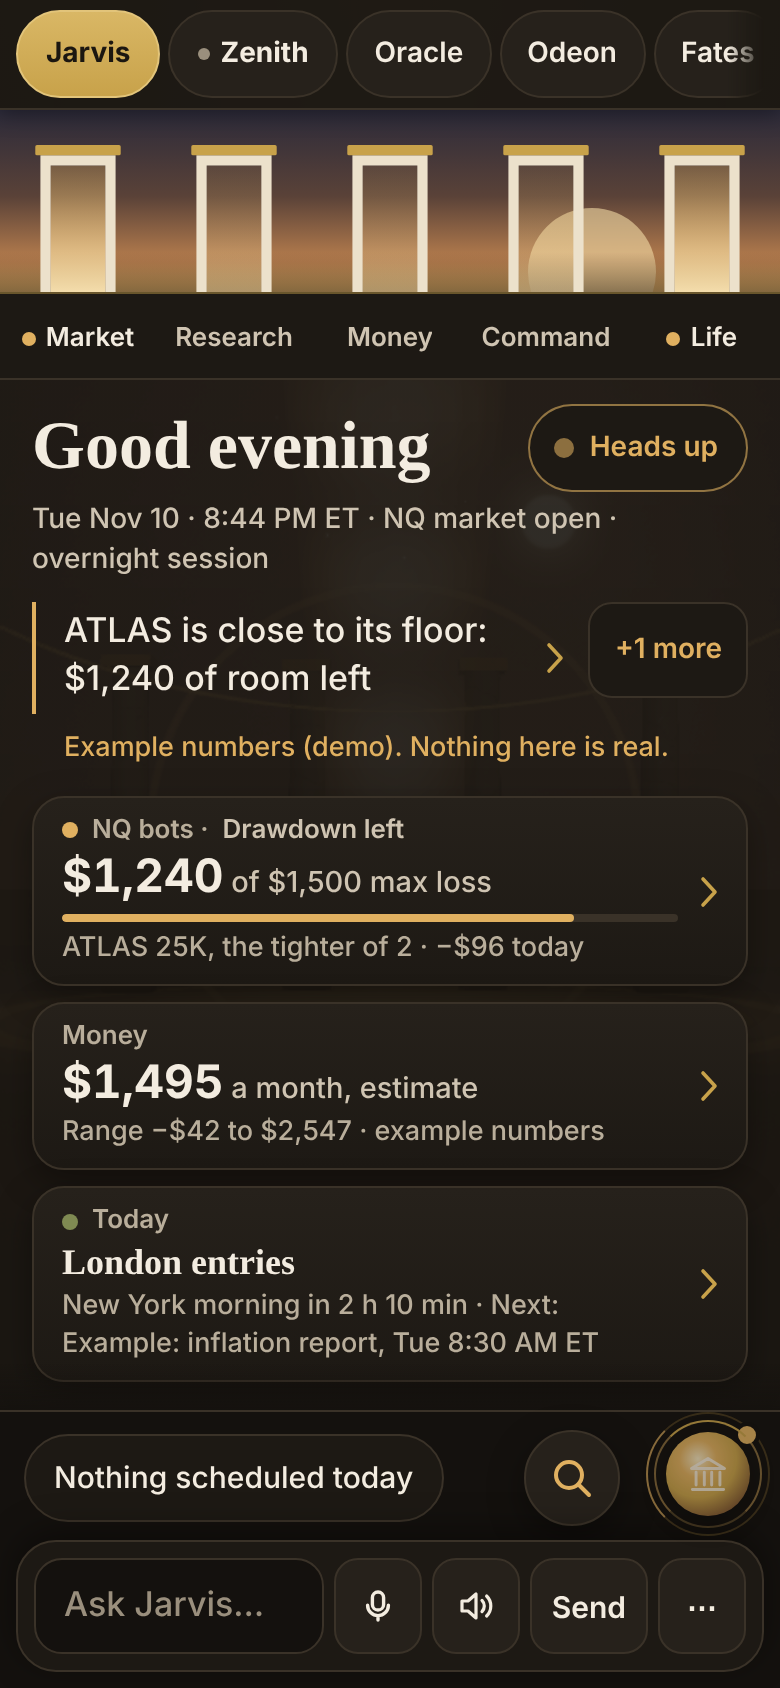 Jarvis
Zenith
Oracle
Odeon
Fates
Market
Research
Money
Command
Life
Good evening
Heads up
Tue Nov 10 · 8:44 PM ET · NQ market open ·
overnight session
ATLAS is close to its floor:
$1,240 of room left
+1 more
Example numbers (demo). Nothing here is real.
NQ bots · Drawdown left
$1,240 of $1,500 max loss
ATLAS 25K, the tighter of 2 · −$96 today
Money
$1,495 a month, estimate
Range −$42 to $2,547 · example numbers
Today
London entries
New York morning in 2 h 10 min · Next:
Example: inflation report, Tue 8:30 AM ET
Nothing scheduled today
Ask Jarvis...
Send
...